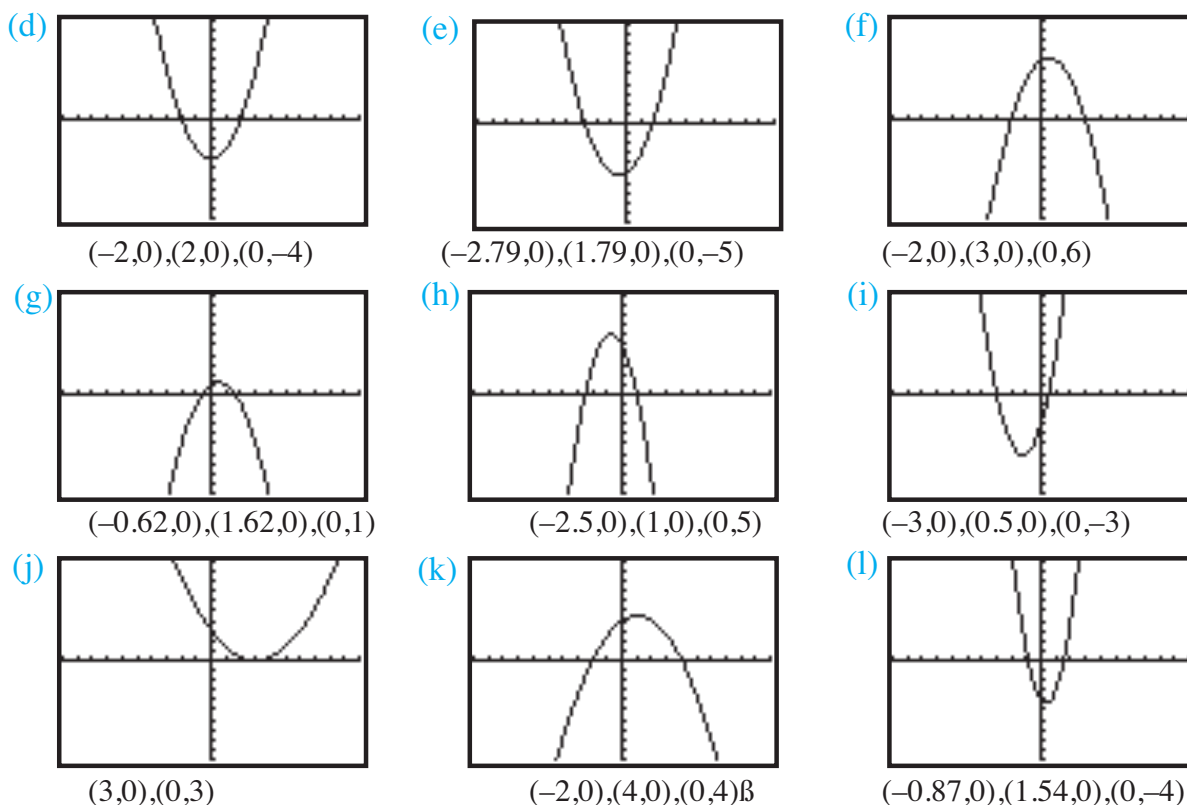 (d)
(e)
(f)
(–2,0),(2,0),(0,–4)
(–2.79,0),(1.79,0),(0,–5)
(–2,0),(3,0),(0,6)
(g)
(h)
(i)
(–0.62,0),(1.62,0),(0,1)
(–2.5,0),(1,0),(0,5)
(–3,0),(0.5,0),(0,–3)
(j)
(k)
(l)
(3,0),(0,3)
(–2,0),(4,0),(0,4)ß
(–0.87,0),(1.54,0),(0,–4)